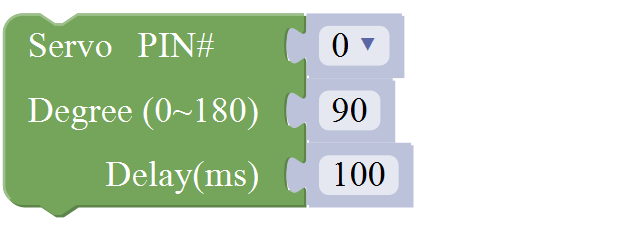 Servo PIN# 0
Degree (0~180) 90
Delay(ms) 100